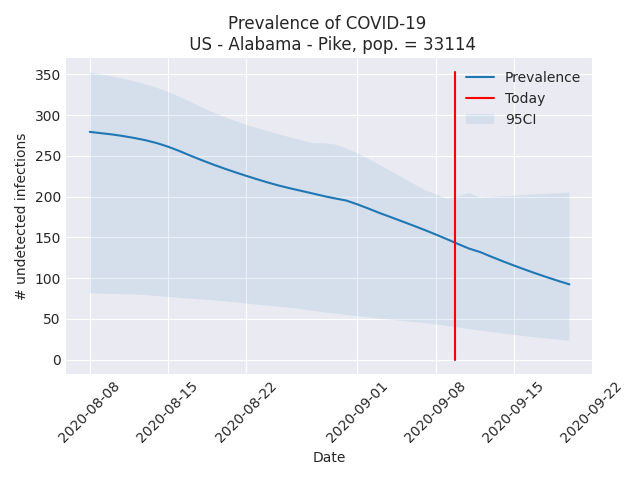 Prevalence of COVID-19
US - Alabama - Pike, pop. = 33114
Prevalence
Today
95CI
# undetected infections
350
300
250
200
150
100
50
0
2020-08-08
2020-08-15
2020-08-22
2020-09-01
2020-09-08
2020-09-15
2020-09-22
Date